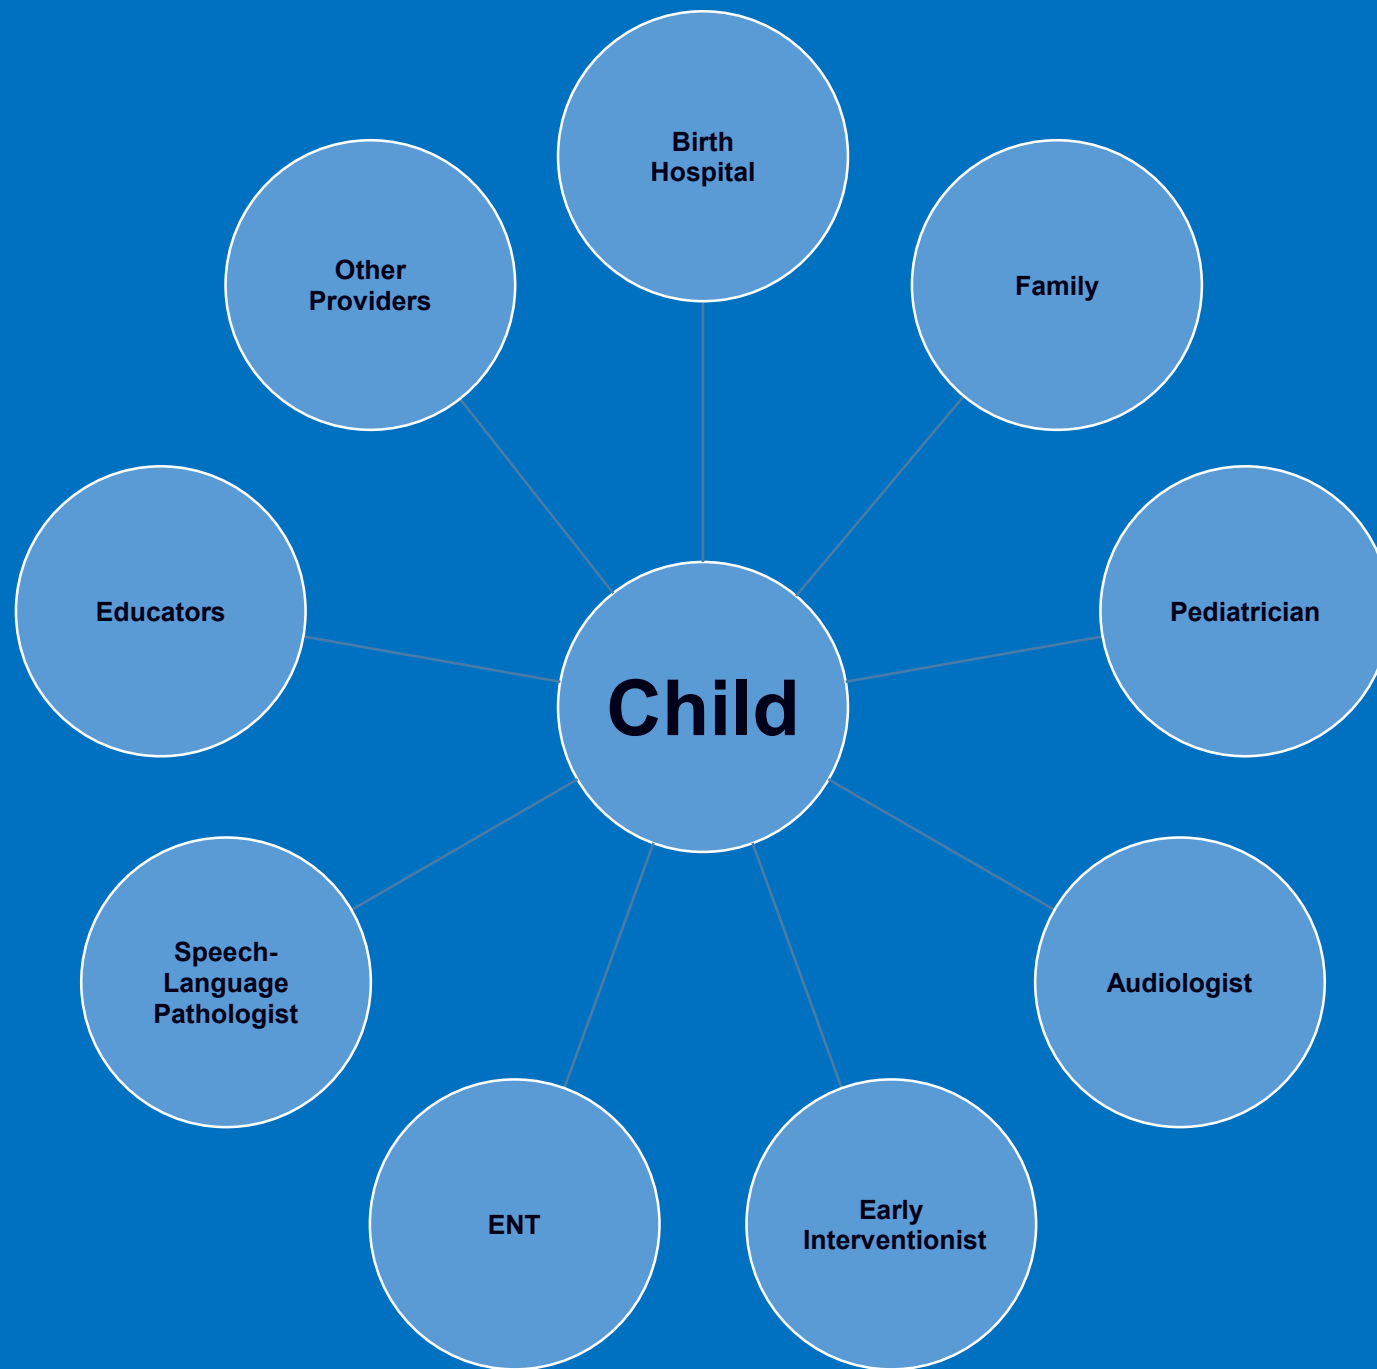 Birth
Hospital
Family
Pediatrician
Audiologist
Early
Interventionist
ENT
Speech-
Language
Pathologist
Educators
Other
Providers
Child